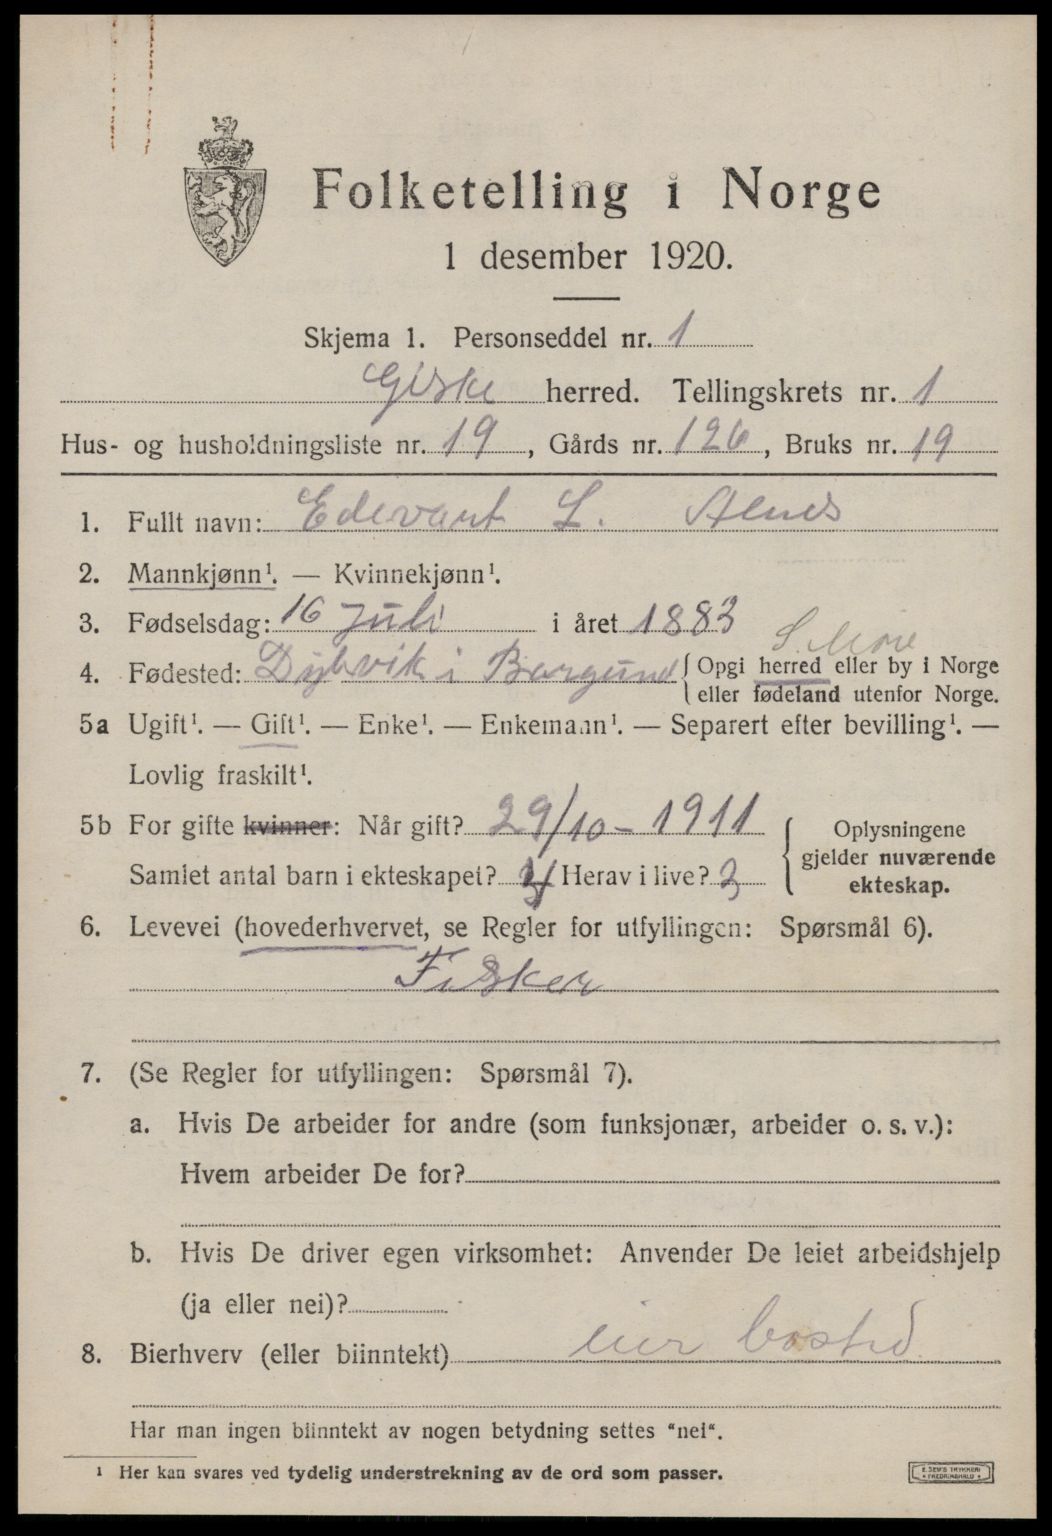 Folketelling i Norge
1 desember 1920.
Skjema 1. Personseddel nr. 1
Giske herred. Tellingskrets nr. 1
Hus- og husholdningsliste nr. 19, Gårds nr. 126, Bruks nr. 19
1. Fullt navn: Edevart L. Alnes
2. Mannkjønn¹. — Kvinnekjønn¹.
3. Fødselsdag: 16 juli i året 1883
S. Møre
4. Fødested: Dybvik i Borgund { Opgi herred eller by i Norge
eller fødeland utenfor Norge.
5a Ugift¹. — Gift¹. — Enke¹. — Enkemann¹. — Separert efter bevilling¹. —
Lovlig fraskilt¹.
5b For gifte kvinner: Når gift? 29/10 - 1911
Samlet antal barn i ekteskapet? 4 Herav i live? 3
Oplysningene
gjelder nuværende
ekteskap.
6. Levevei (hovederhvervet, se Regler for utfyllingen: Spørsmål 6).
Fisker
7. (Se Regler for utfyllingen: Spørsmål 7).
a. Hvis De arbeider for andre (som funksjonær, arbeider o. s. v.):
Hvem arbeider De for?
b. Hvis De driver egen virksomhet: Anvender De leiet arbeidshjelp
(ja eller nei)?
8. Bierhverv (eller biinntekt) eier bosted
Har man ingen biinntekt av nogen betydning settes "nei".
¹ Her kan svares ved tydelig understrekning av de ord som passer.
E. SEM'S TRYKKERI
FREDRIKSHALD